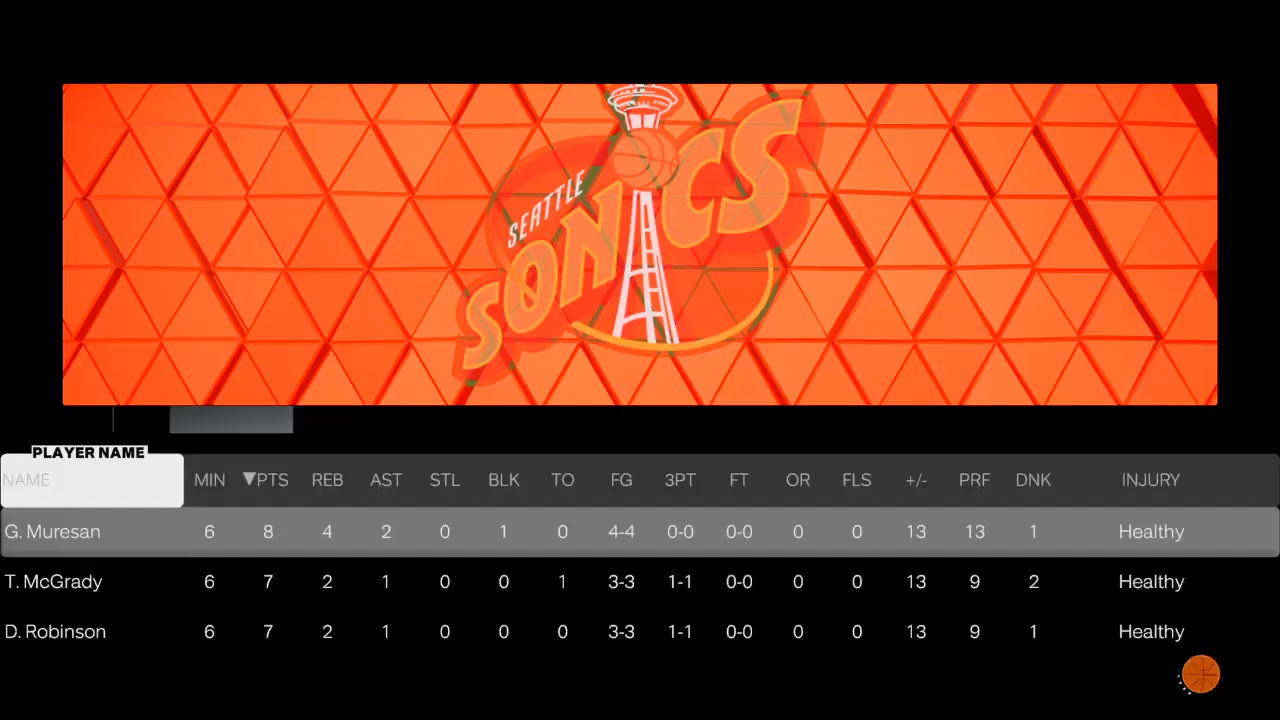 SEATTLE
SONICS
PLAYER NAME
NAME MIN ▼PTS REB AST STL BLK TO FG 3PT FT OR FLS +/- PRF DNK INJURY
G. Muresan 6 8 4 2 0 1 0 4-4 0-0 0-0 0 0 13 13 1 Healthy
T. McGrady 6 7 2 1 0 0 1 3-3 1-1 0-0 0 0 13 9 2 Healthy
D. Robinson 6 7 2 1 0 0 0 3-3 1-1 0-0 0 0 13 9 1 Healthy